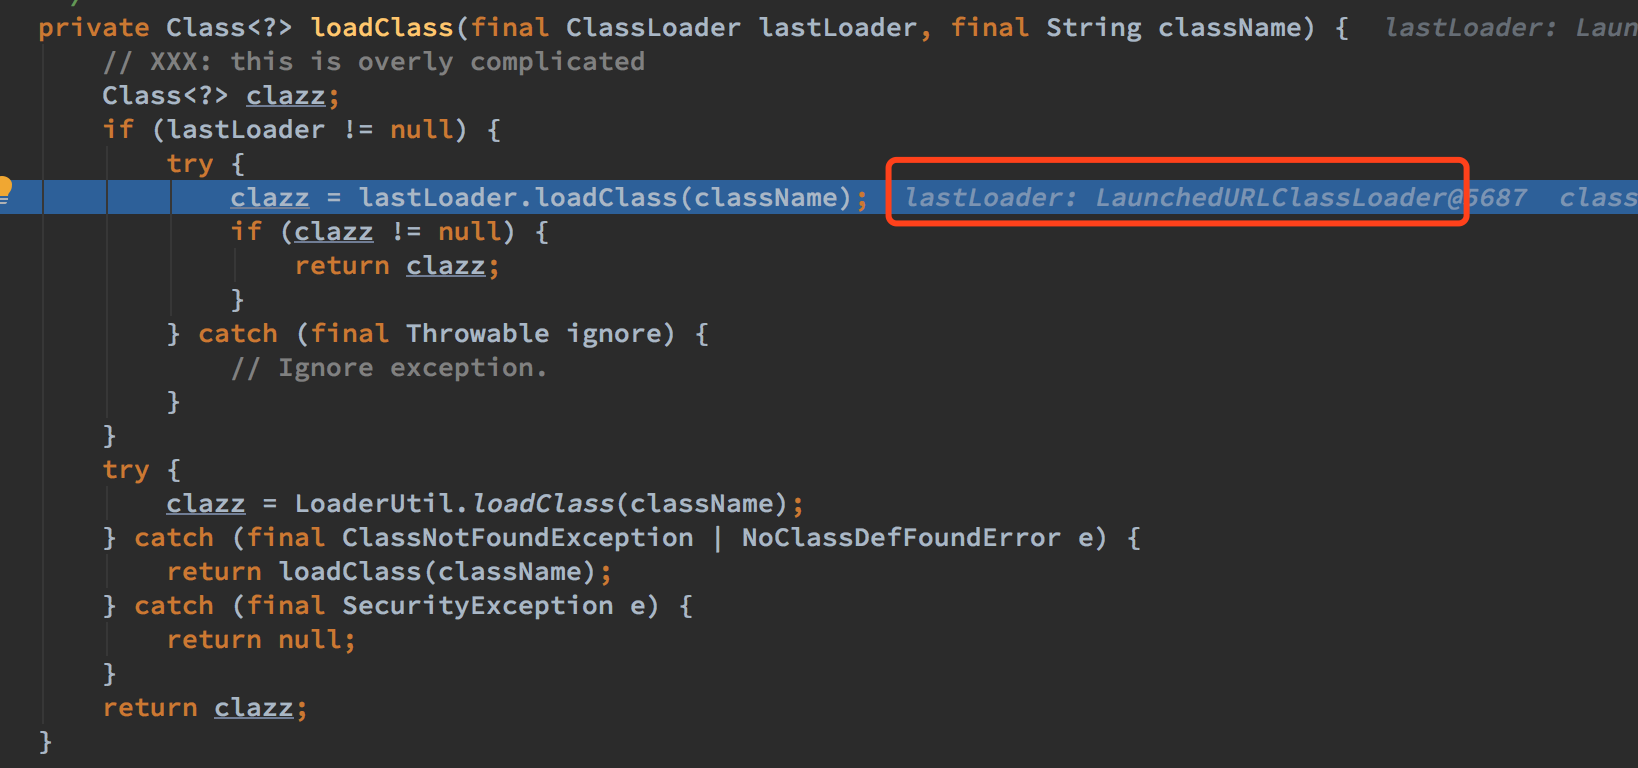 private Class<?> loadClass(final ClassLoader lastLoader, final String className) {  lastLoader: Laun
// XXX: this is overly complicated
Class<?> clazz;
if (lastLoader != null) {
try {
clazz = lastLoader.loadClass(className);  lastLoader: LaunchedURLClassLoader@5687  class
if (clazz != null) {
return clazz;
}
} catch (final Throwable ignore) {
// Ignore exception.
}
}
try {
clazz = LoaderUtil.loadClass(className);
} catch (final ClassNotFoundException | NoClassDefFoundError e) {
return loadClass(className);
} catch (final SecurityException e) {
return null;
}
return clazz;
}